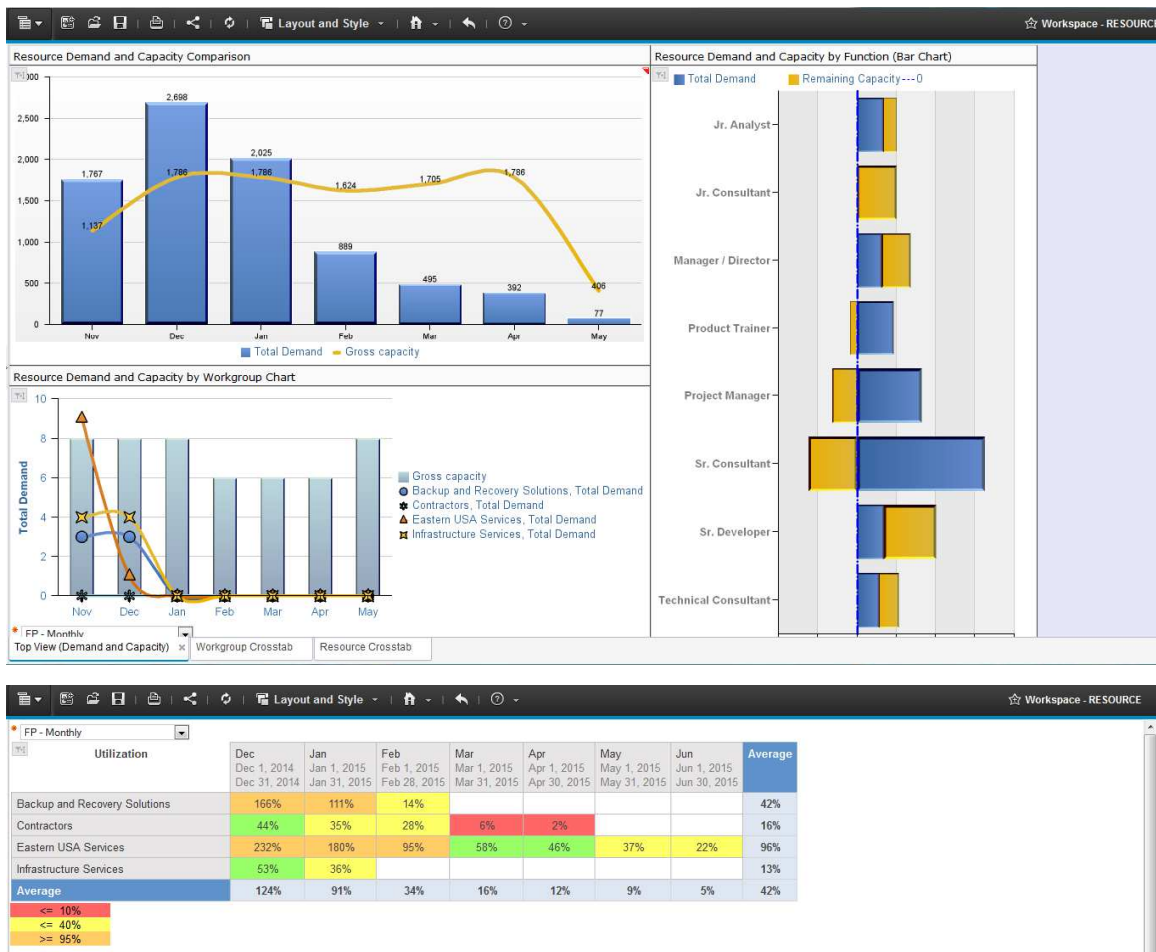 Layout and Style
Workspace - RESOURCE
Resource Demand and Capacity Comparison
2,500
2,000
1,500
1,000
500
0
1,767
2,698
2,025
889
495
392
77
1,137
1,786
1,786
1,624
1,705
1,786
406
Nov Dec Jan Feb Mar Apr May
Total Demand Gross capacity
Resource Demand and Capacity by Workgroup Chart
Total Demand
10
8
6
4
2
0
Nov Dec Jan Feb Mar Apr May
Gross capacity
Backup and Recovery Solutions, Total Demand
Contractors, Total Demand
Eastern USA Services, Total Demand
Infrastructure Services, Total Demand
* FP - Monthly
Resource Demand and Capacity by Function (Bar Chart)
Total Demand Remaining Capacity---0
Jr. Analyst
Jr. Consultant
Manager / Director
Product Trainer
Project Manager
Sr. Consultant
Sr. Developer
Technical Consultant
Top View (Demand and Capacity) × Workgroup Crosstab Resource Crosstab
Layout and Style
Workspace - RESOURCE
* FP - Monthly
Utilization Dec Jan Feb Mar Apr May Jun Average
Dec 1, 2014 Jan 1, 2015 Feb 1, 2015 Mar 1, 2015 Apr 1, 2015 May 1, 2015 Jun 1, 2015
Dec 31, 2014 Jan 31, 2015 Feb 28, 2015 Mar 31, 2015 Apr 30, 2015 May 31, 2015 Jun 30, 2015
Backup and Recovery Solutions 166% 111% 14% 42%
Contractors 44% 35% 28% 6% 2% 16%
Eastern USA Services 232% 180% 95% 58% 46% 37% 22% 96%
Infrastructure Services 53% 36% 13%
Average 124% 91% 34% 16% 12% 9% 5% 42%
<= 10%
<= 40%
>= 95%